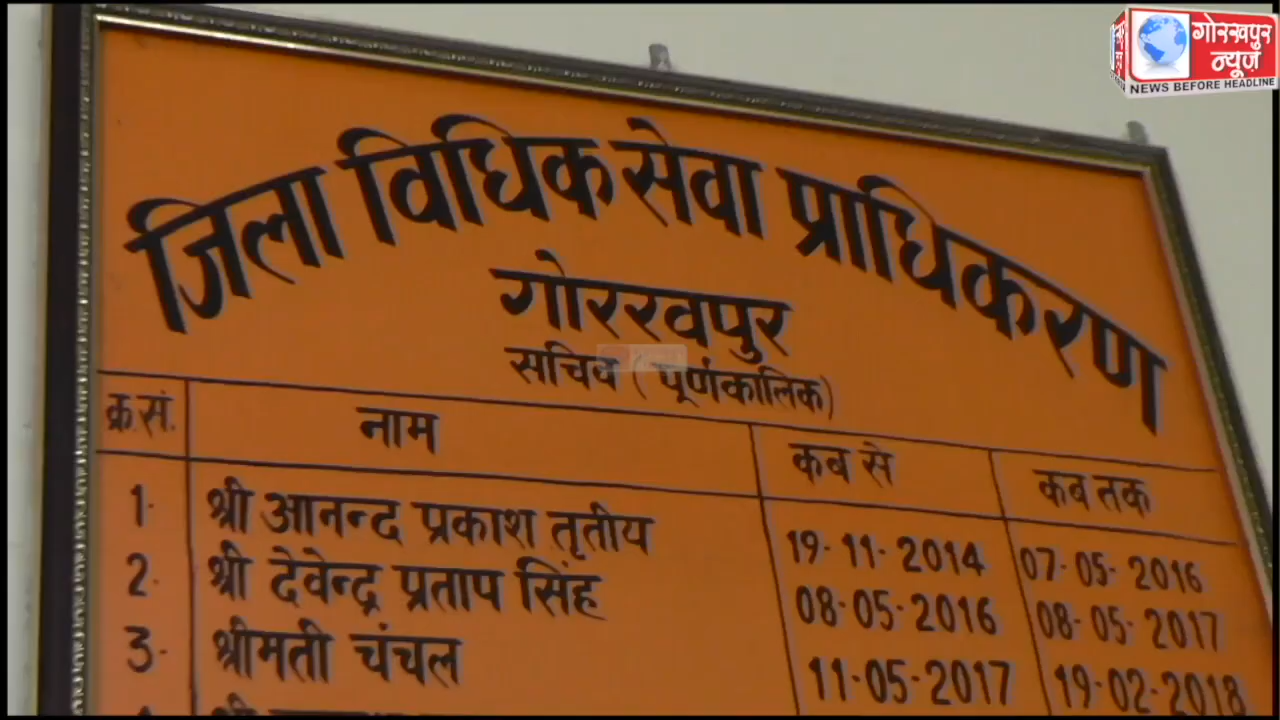 गोरखपुर
न्यूज़
NEWS BEFORE HEADLINE
जिला विधिक सेवा प्राधिकरण
गोरखपुर
सचिव (पूर्णकालिक)
क्र.सं. नाम कब से कब तक
1. श्री आनन्द प्रकाश तृतीय 19-11-2014 07-05-2016
2. श्री देवेन्द्र प्रताप सिंह 08-05-2016 08-05-2017
3. श्रीमती चंचल 11-05-2017 19-02-2018